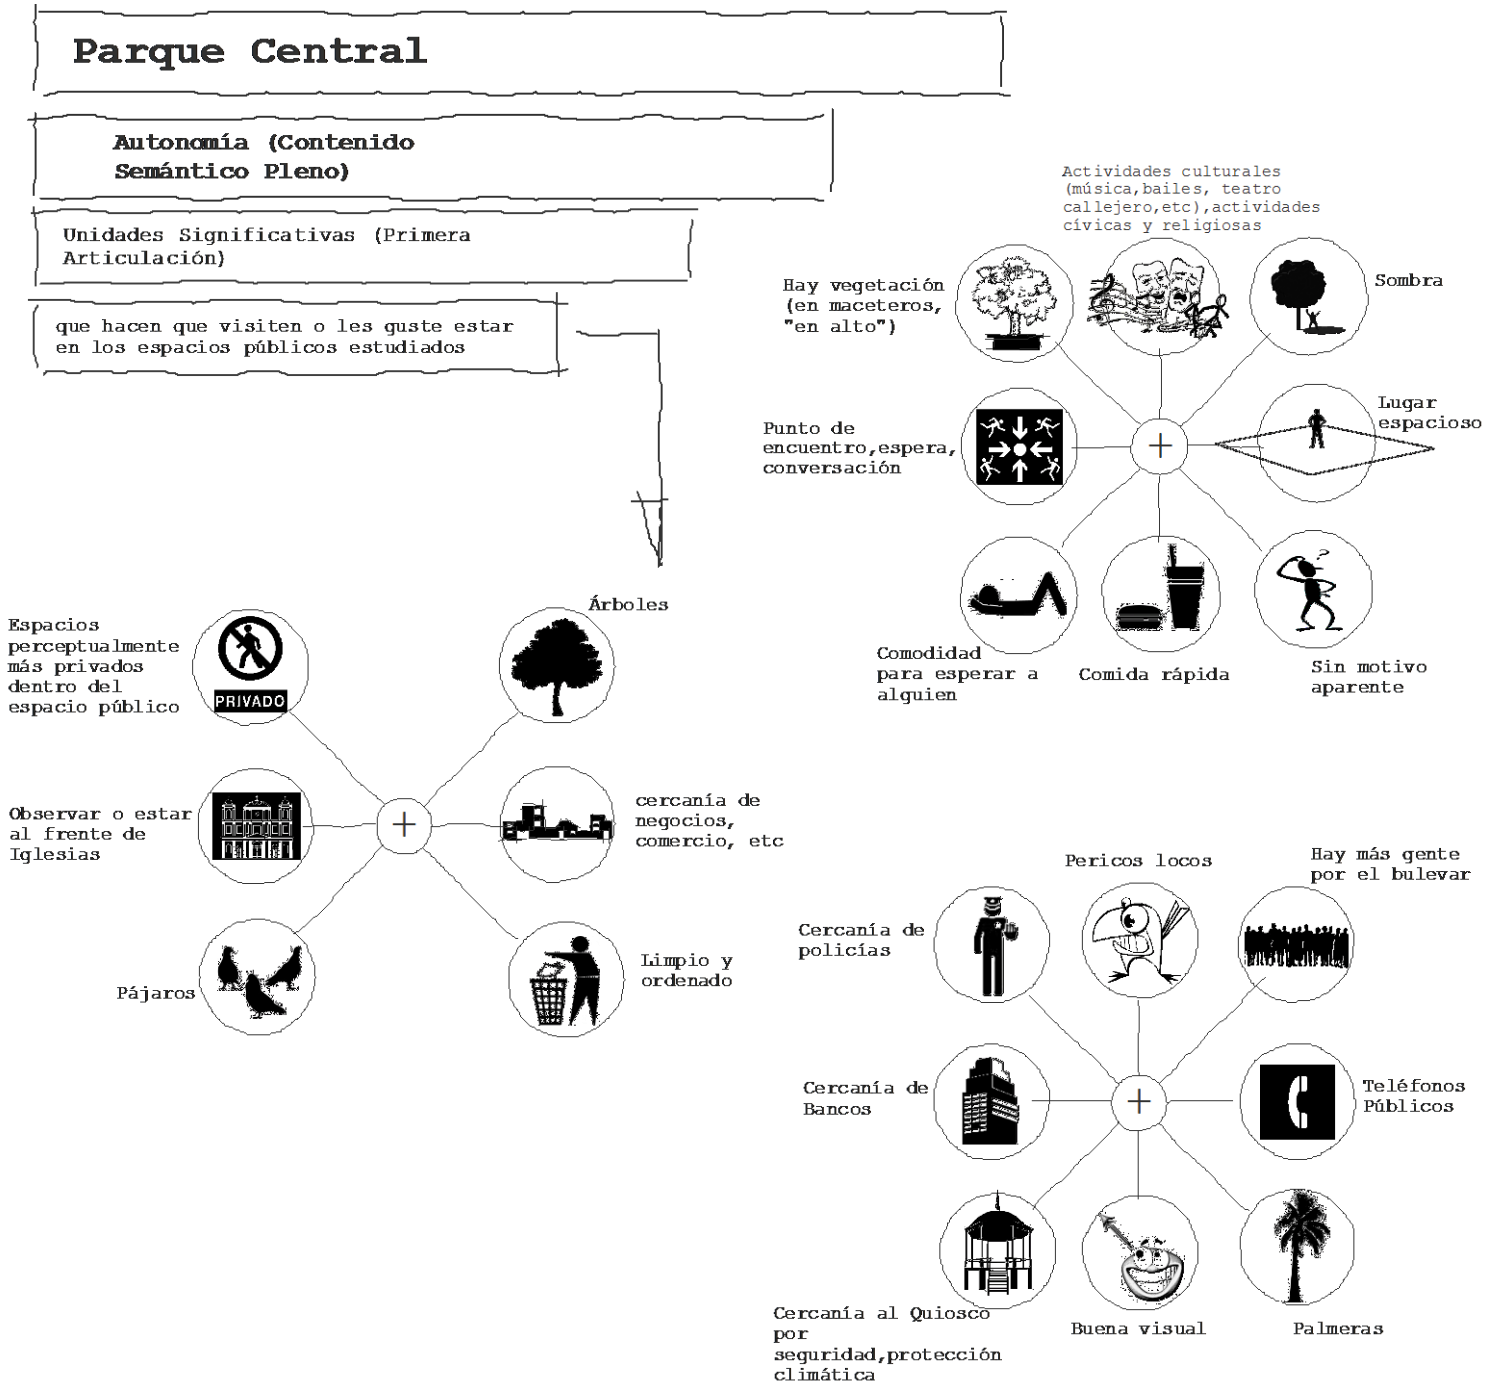 Parque Central
Autonomía (Contenido
Semántico Pleno)
Unidades Significativas (Primera
Articulación)
que hacen que visiten o les guste estar
en los espacios públicos estudiados
Actividades culturales
(música,bailes, teatro
callejero,etc),actividades
cívicas y religiosas
Hay vegetación
(en maceteros,
"en alto")
Sombra
Punto de
encuentro,espera,
conversación
Lugar
espacioso
Comodidad
para esperar a
alguien
Comida rápida
Sin motivo
aparente
Espacios
perceptualmente
más privados
dentro del
espacio público
PRIVADO
Árboles
Observar o estar
al frente de
Iglesias
cercanía de
negocios,
comercio, etc
Pájaros
Limpio y
ordenado
Cercanía de
policías
Pericos locos
Hay más gente
por el bulevar
Cercanía de
Bancos
Teléfonos
Públicos
Cercanía al Quiosco
por
seguridad,protección
climática
Buena visual
Palmeras